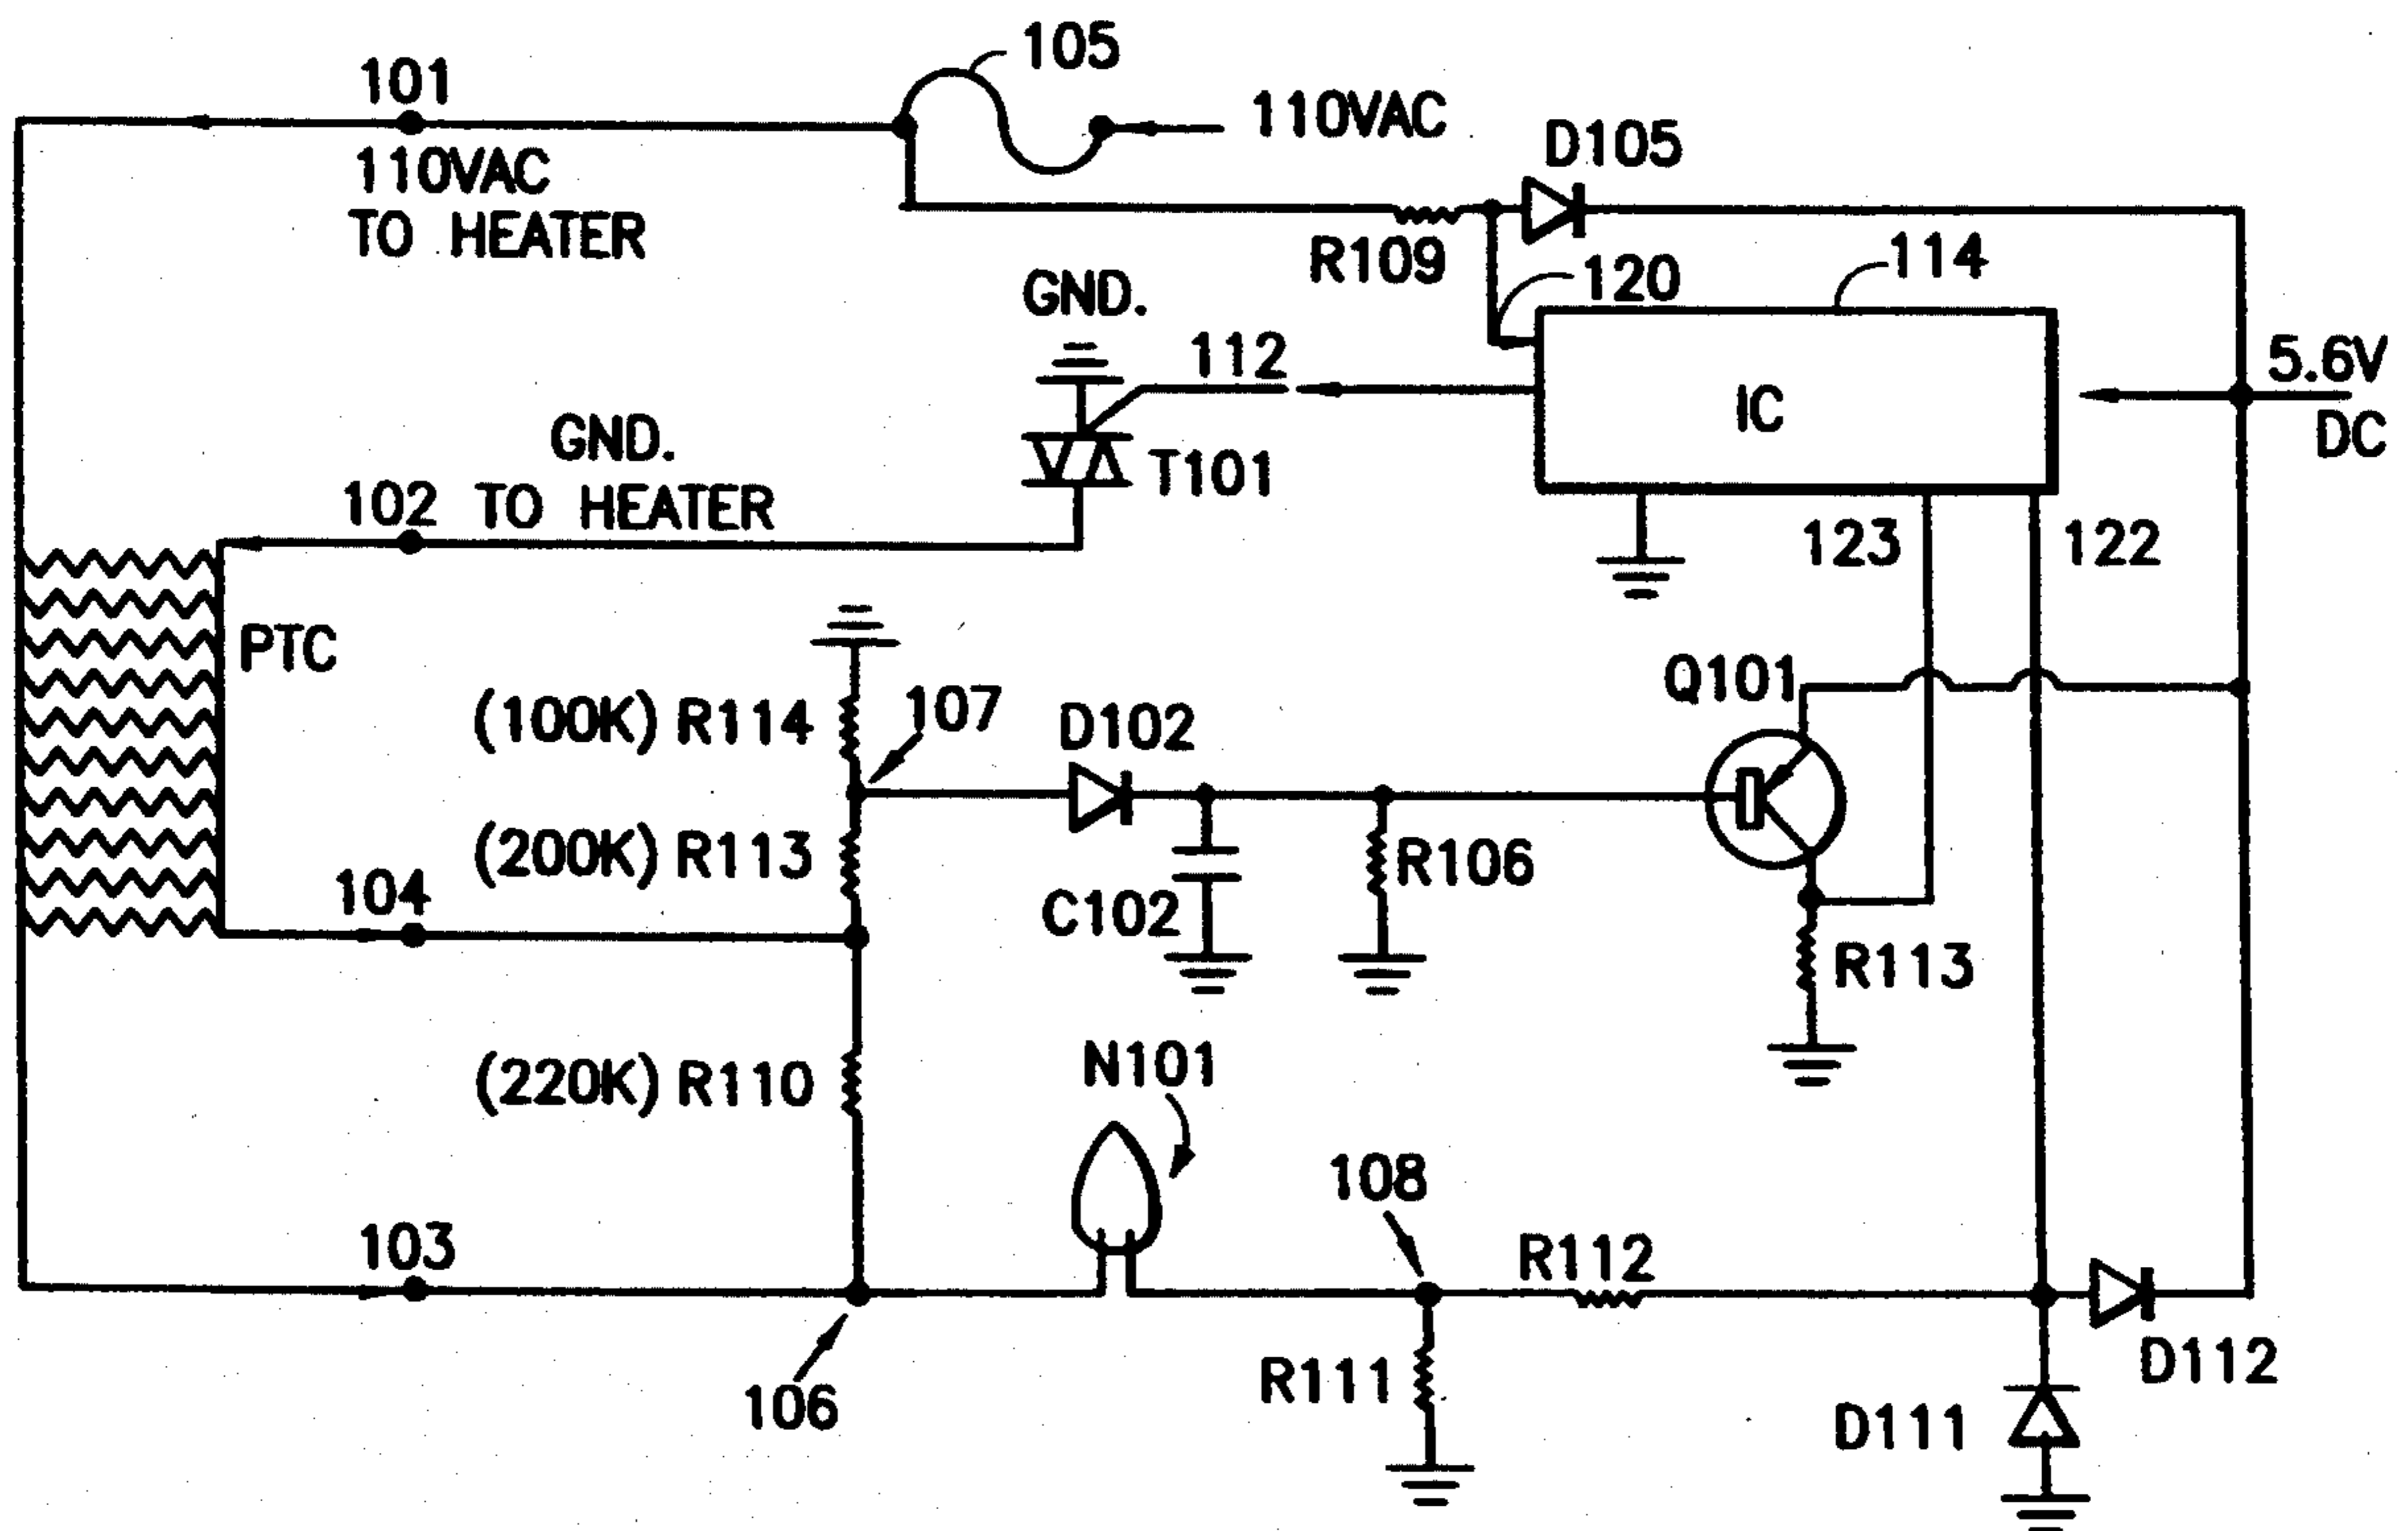 105
101
110VAC
110VAC
TO HEATER
D105
R109
120
114
GND.
112
5.6V
DC
IC
GND.
102 TO HEATER
T101
123
122
PTC
Q101
(100K) R114
107
D102
(200K) R113
R106
104
C102
R113
N101
(220K) R110
108
103
R112
R111
D112
106
D111